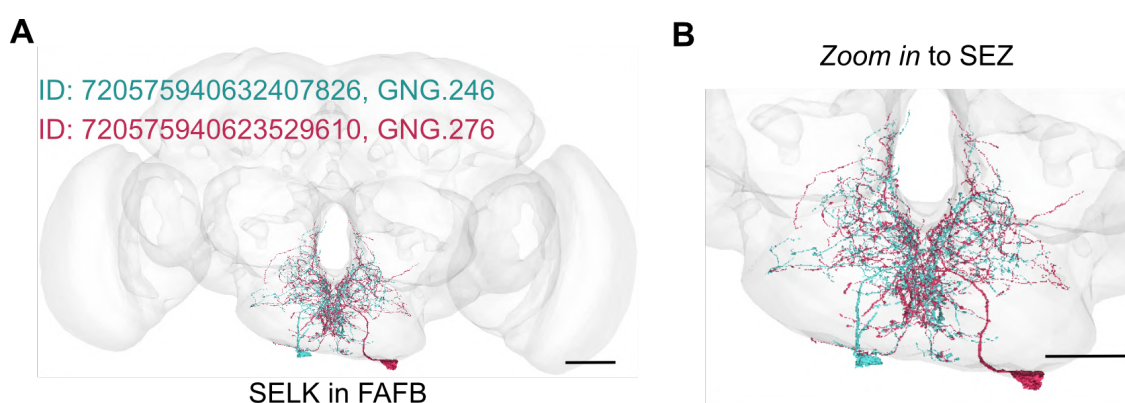 A
ID: 720575940632407826, GNG.246
ID: 720575940623529610, GNG.276
SELK in FAFB
B
Zoom in to SEZ